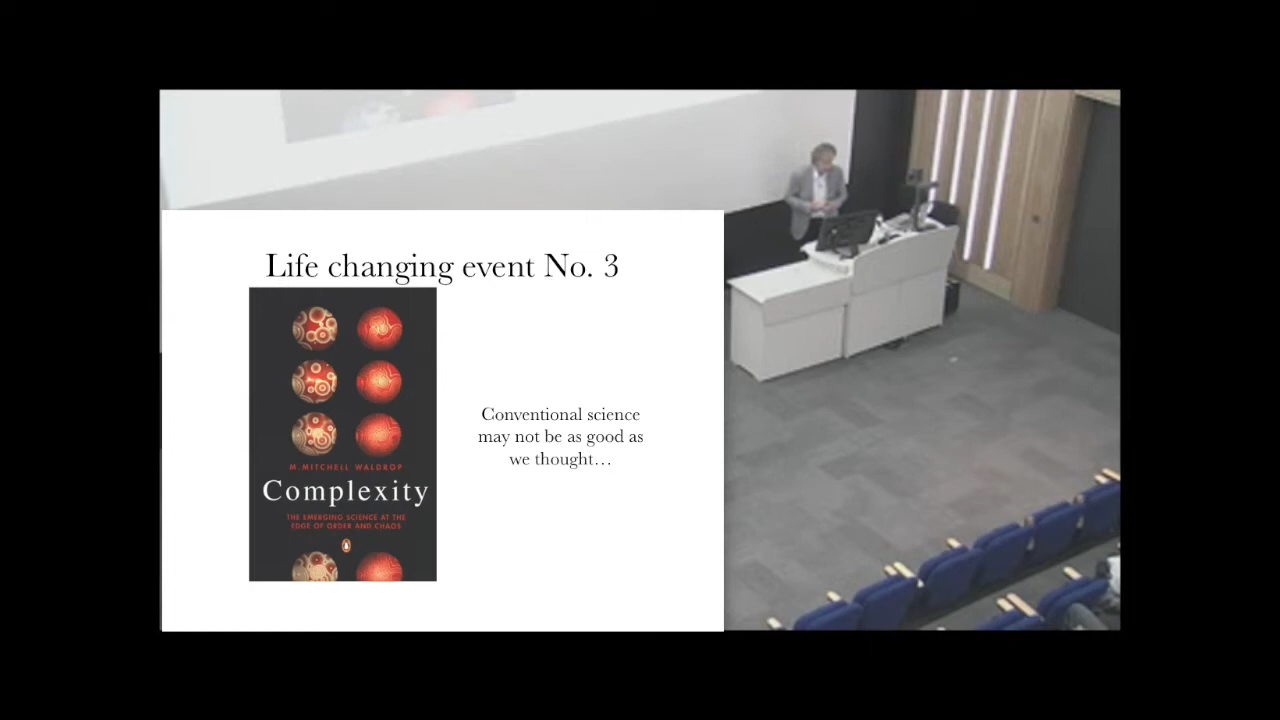 Life changing event No. 3
M.MITCHELL WALDROP
Complexity
THE EMERGING SCIENCE AT THE
EDGE OF ORDER AND CHAOS
Conventional science
may not be as good as
we thought…